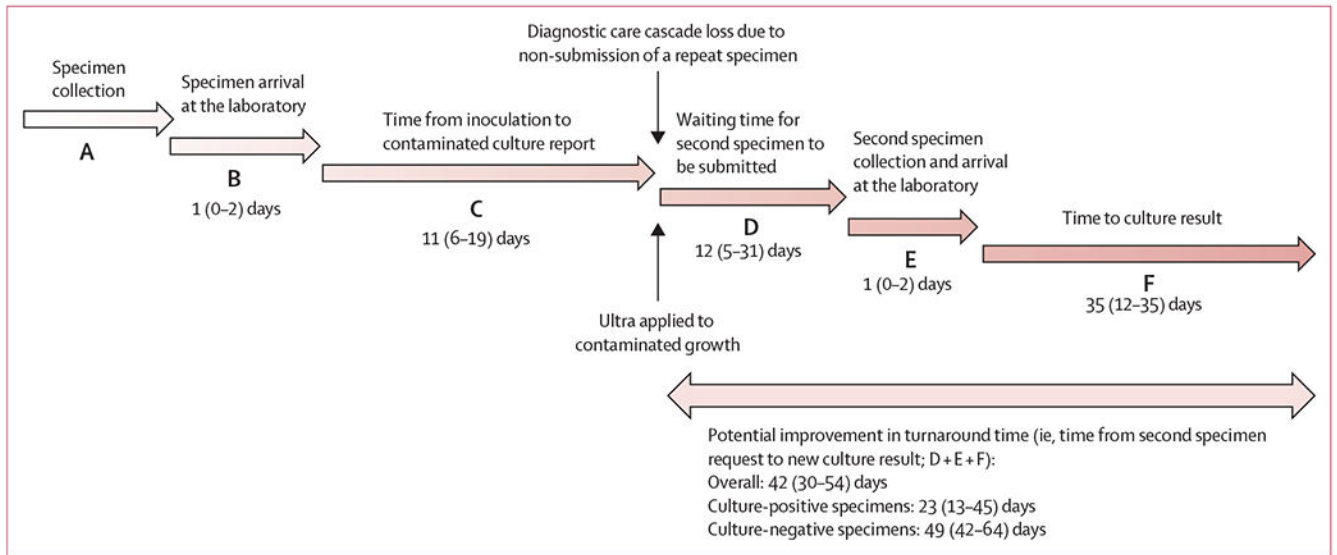 Diagnostic care cascade loss due to
non-submission of a repeat specimen
Specimen
collection
A
Specimen arrival
at the laboratory
B
1 (0–2) days
Time from inoculation to
contaminated culture report
C
11 (6–19) days
Waiting time for
second specimen to
be submitted
D
12 (5–31) days
Second specimen
collection and arrival
at the laboratory
E
1 (0–2) days
Time to culture result
F
35 (12–35) days
Ultra applied to
contaminated growth
Potential improvement in turnaround time (ie, time from second specimen
request to new culture result; D + E + F):
Overall: 42 (30–54) days
Culture-positive specimens: 23 (13–45) days
Culture-negative specimens: 49 (42–64) days